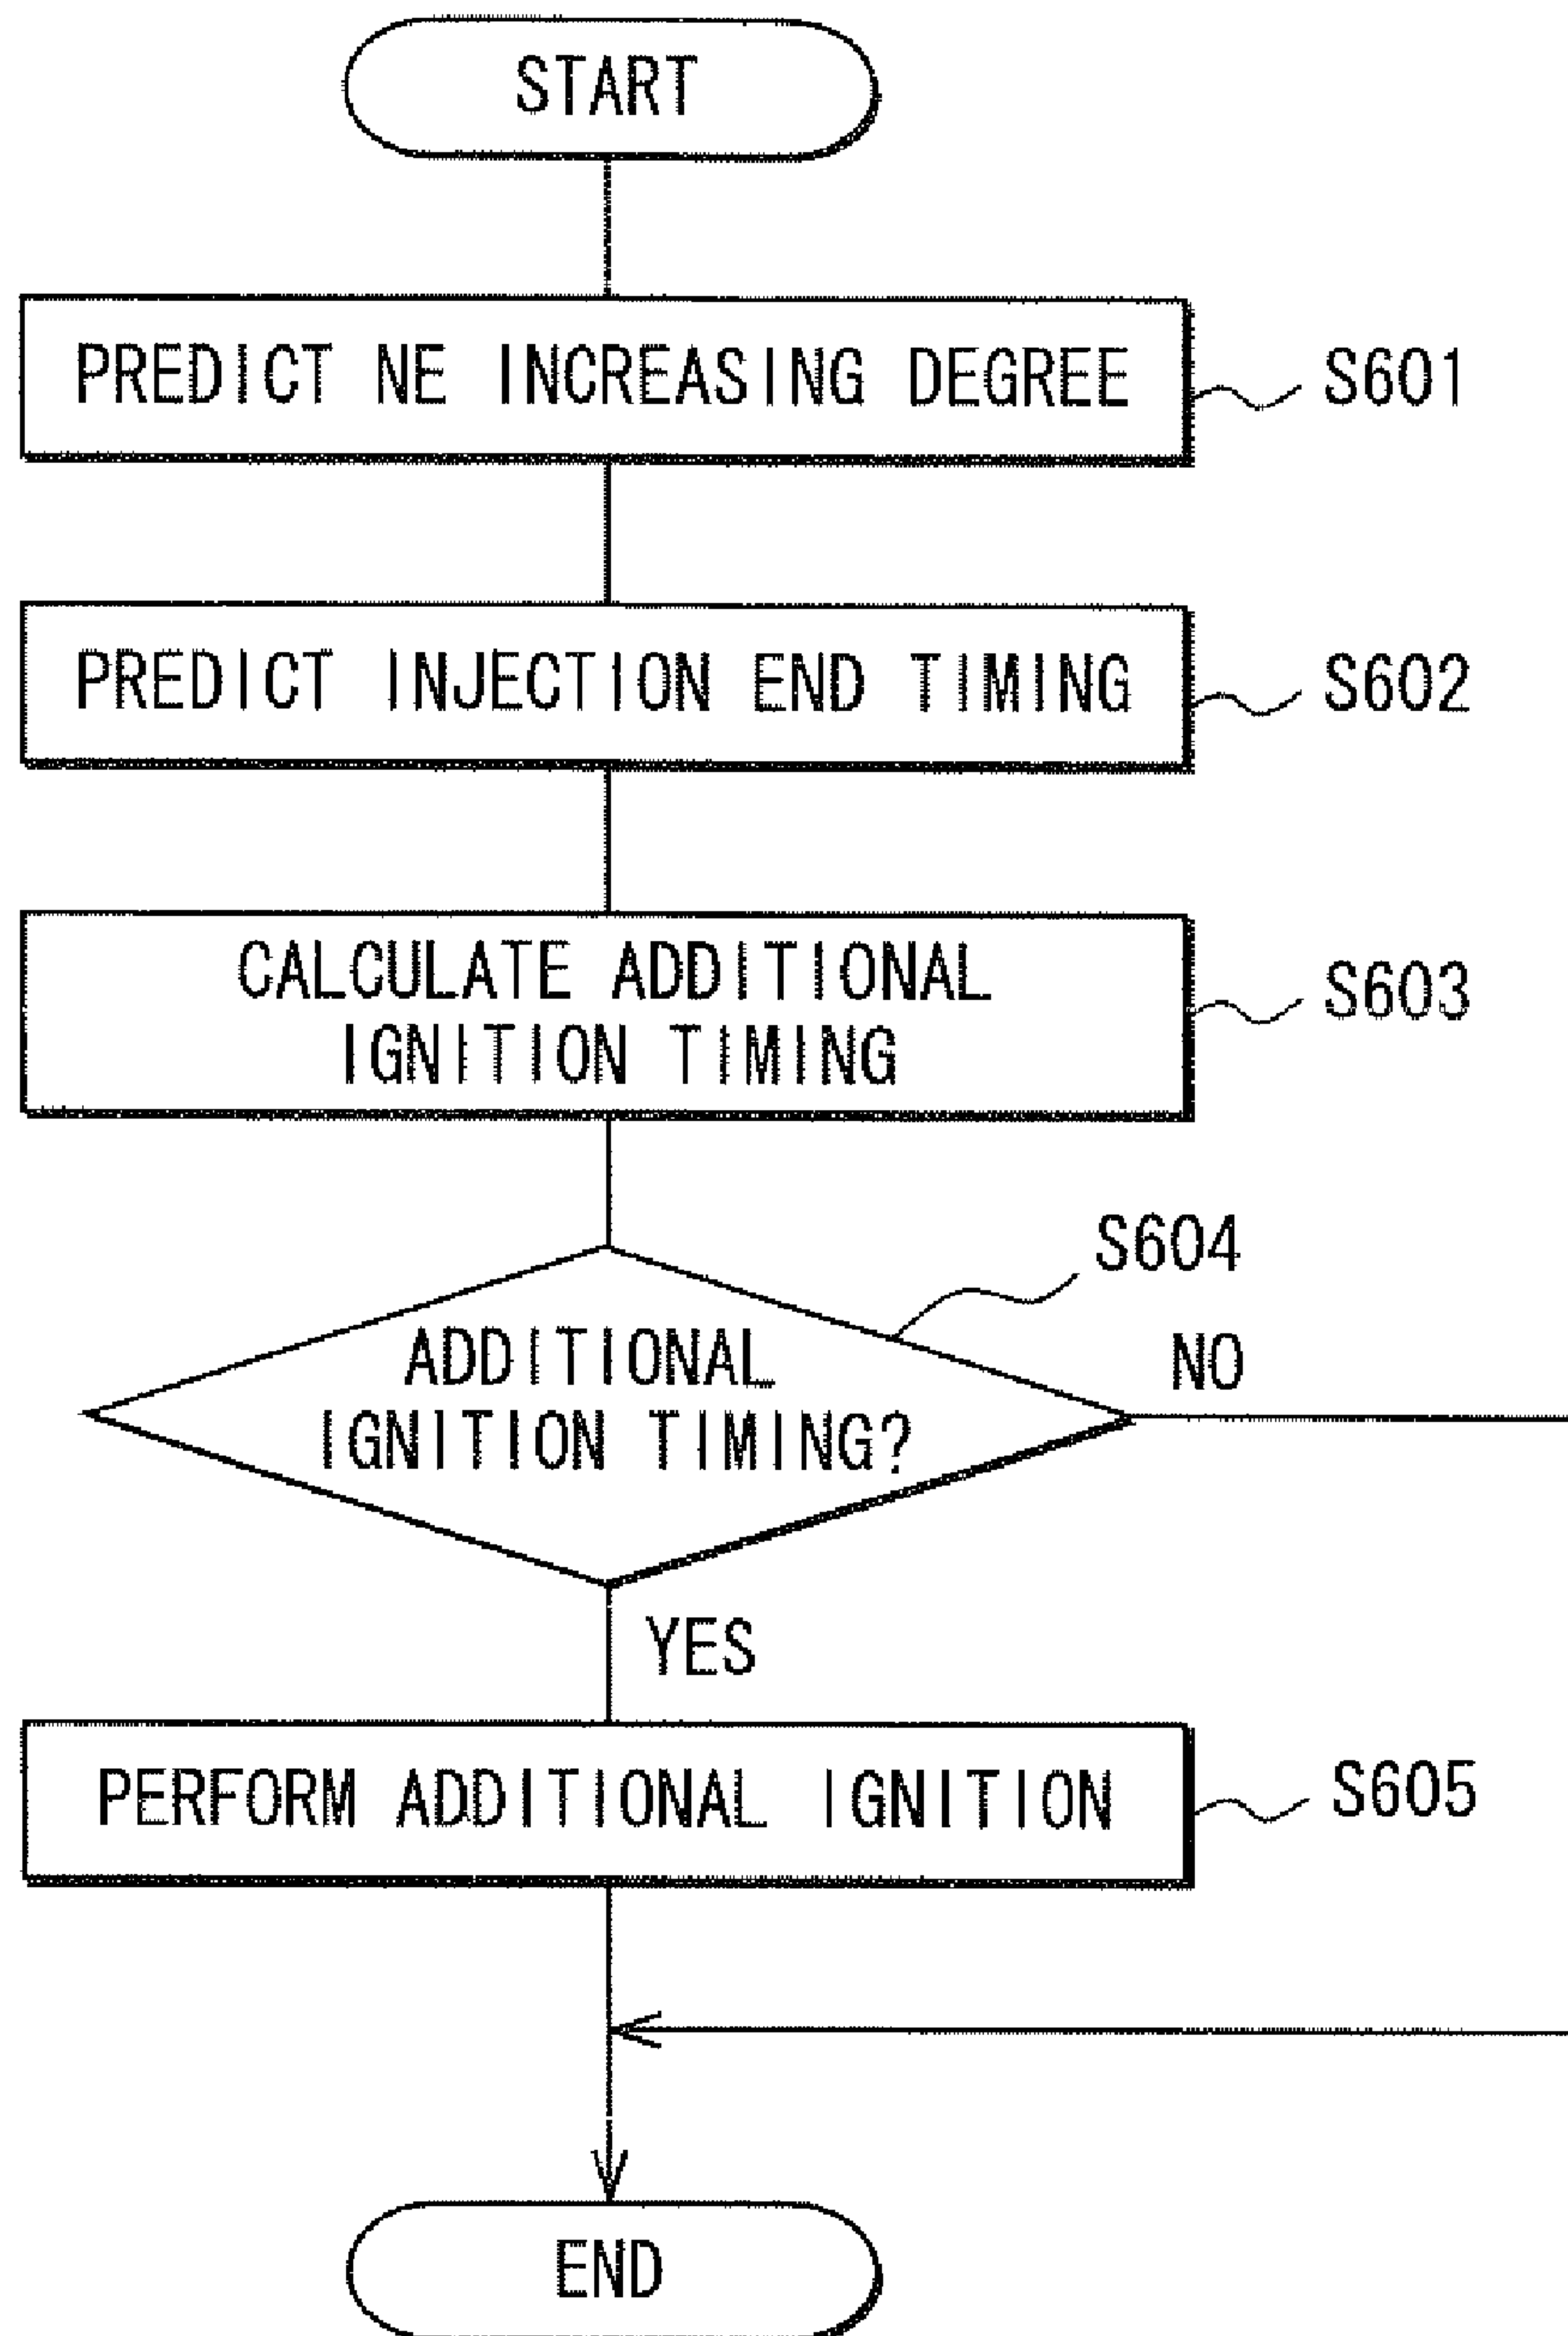 START
PREDICT NE INCREASING DEGREE
S601
PREDICT INJECTION END TIMING
S602
CALCULATE ADDITIONAL
IGNITION TIMING
S603
S604
ADDITIONAL
IGNITION TIMING?
NO
YES
PERFORM ADDITIONAL IGNITION
S605
END